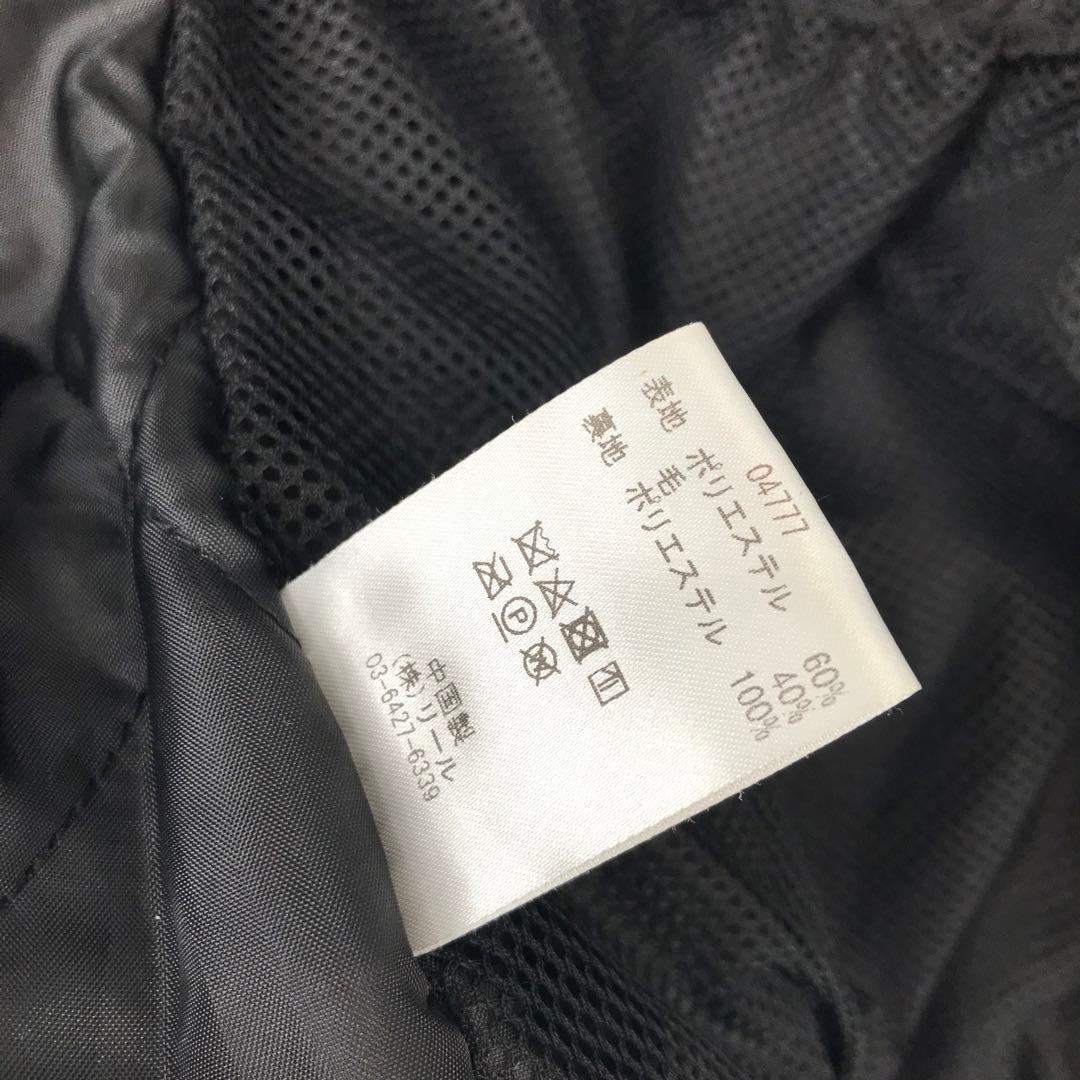 04777
表地 ポリエステル 60%
毛 40%
裏地 ポリエステル 100%
P
W
中国製
(株)リール
03-6427-6339